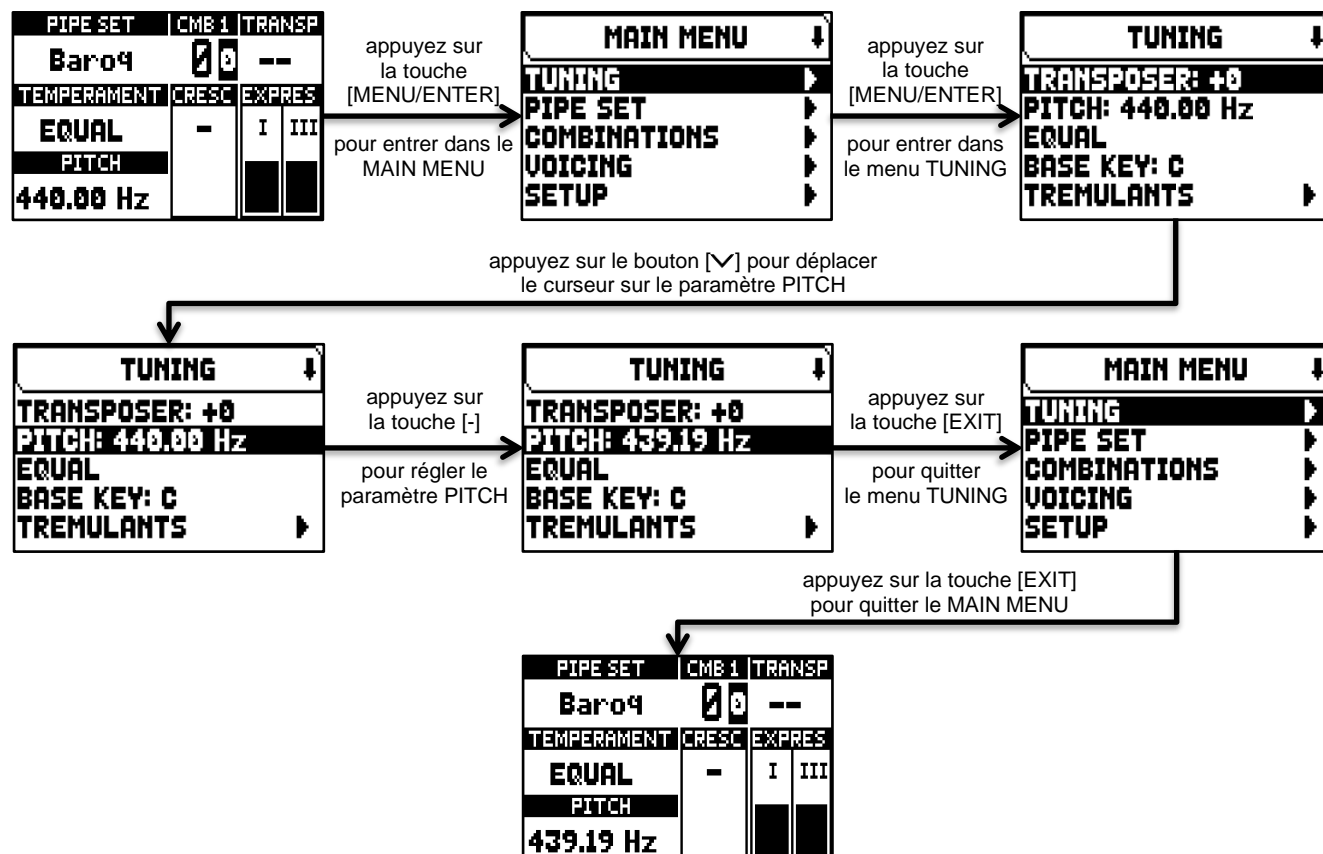 PIPE SET CMB 1 TRANSP
Baroq 00 --
TEMPERAMENT CRESC EXPRES
EQUAL - I III
PITCH
440.00 Hz
appuyez sur
la touche
[MENU/ENTER]
pour entrer dans le
MAIN MENU
MAIN MENU
TUNING
PIPE SET
COMBINATIONS
VOICING
SETUP
appuyez sur
la touche
[MENU/ENTER]
pour entrer dans
le menu TUNING
TUNING
TRANSPOSER: +0
PITCH: 440.00 Hz
EQUAL
BASE KEY: C
TREMULANTS
appuyez sur le bouton [∨] pour déplacer
le curseur sur le paramètre PITCH
TUNING
TRANSPOSER: +0
PITCH: 440.00 Hz
EQUAL
BASE KEY: C
TREMULANTS
appuyez sur
la touche [-]
pour régler le
paramètre PITCH
TUNING
TRANSPOSER: +0
PITCH: 439.19 Hz
EQUAL
BASE KEY: C
TREMULANTS
appuyez sur
la touche [EXIT]
pour quitter
le menu TUNING
MAIN MENU
TUNING
PIPE SET
COMBINATIONS
VOICING
SETUP
appuyez sur la touche [EXIT]
pour quitter le MAIN MENU
PIPE SET CMB 1 TRANSP
Baroq 00 --
TEMPERAMENT CRESC EXPRES
EQUAL - I III
PITCH
439.19 Hz